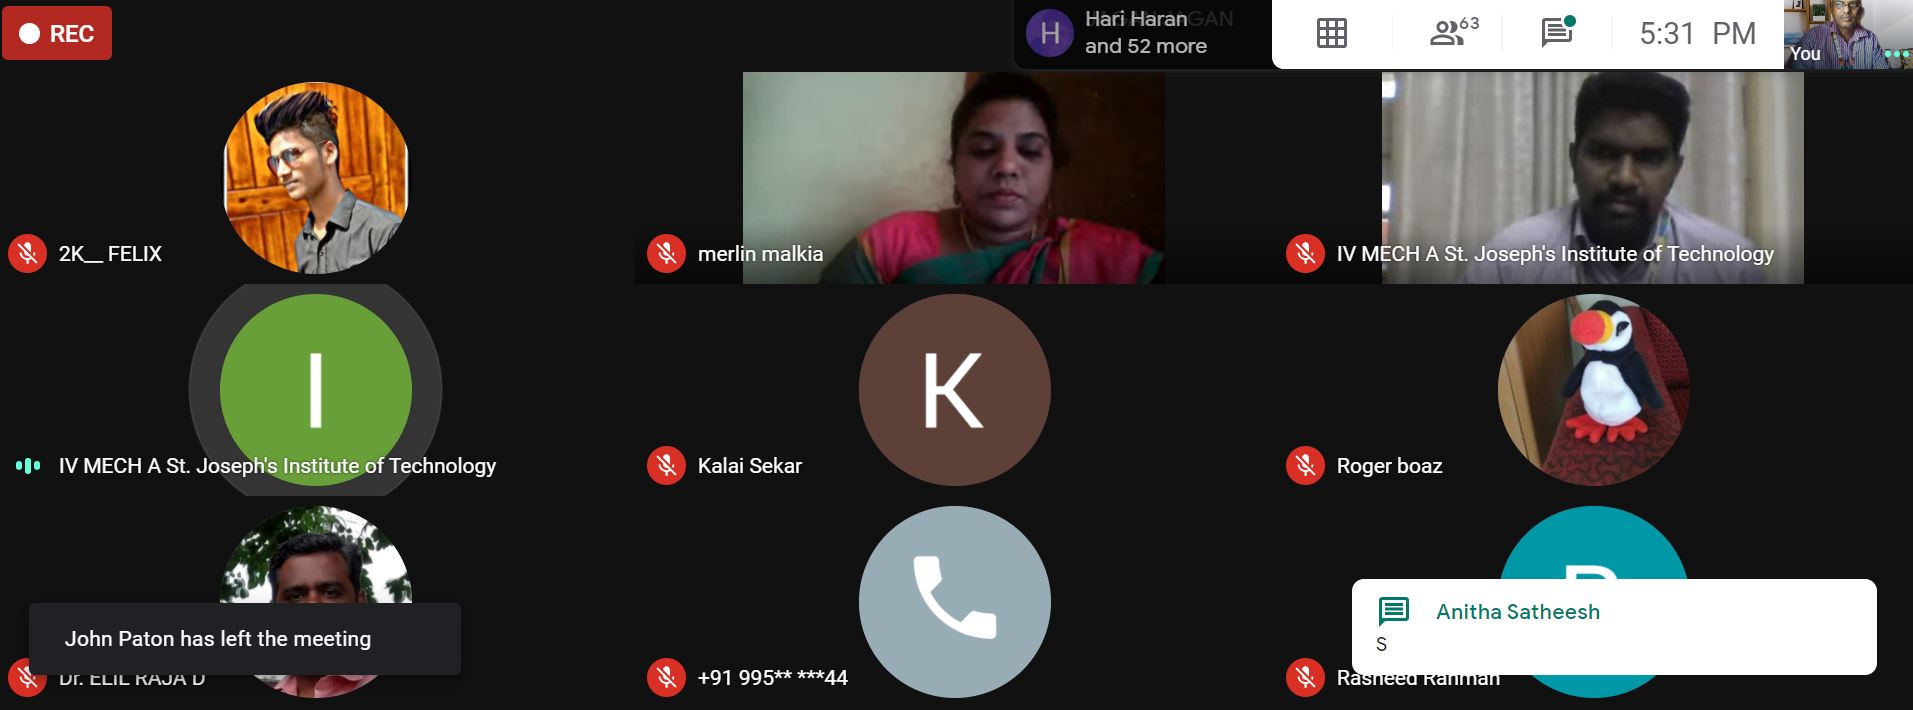 REC
H
Hari Haran
and 52 more
63
5:31 PM
You
2K__ FELIX
merlin malkia
IV MECH A St. Joseph's Institute of Technology
I
IV MECH A St. Joseph's Institute of Technology
K
Kalai Sekar
Roger boaz
John Paton has left the meeting
Dr. ELIL RAJA D
+91 995** ***44
R
Anitha Satheesh
S
Rasheed Rahman